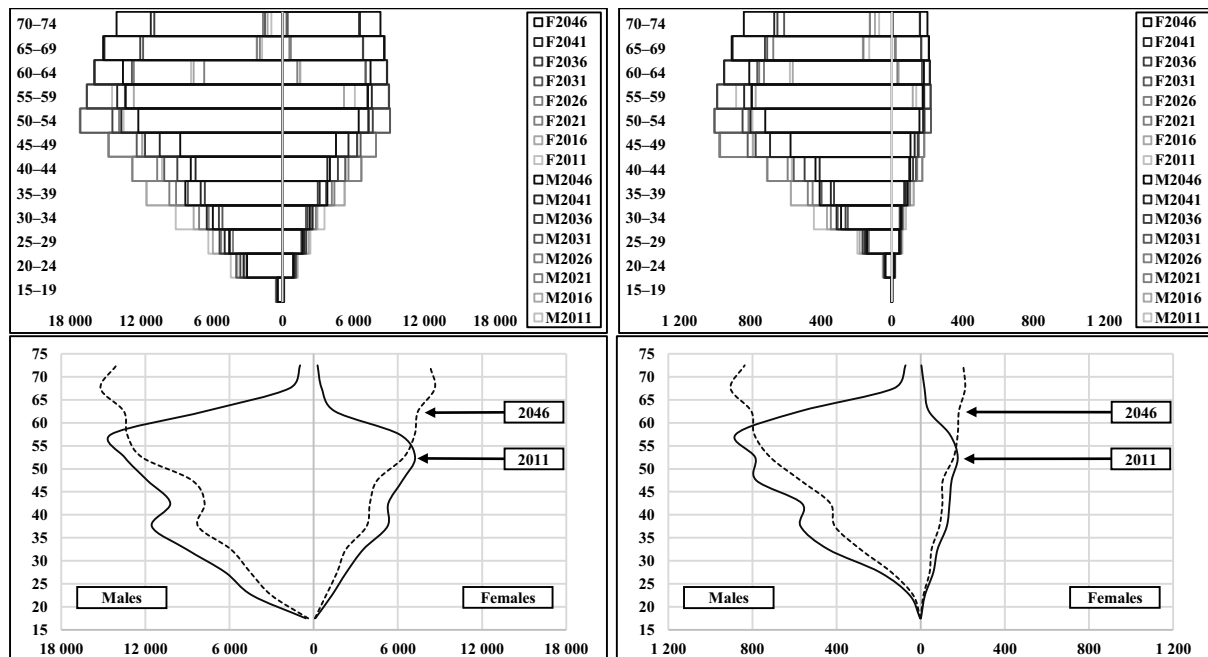 70–74
65–69
60–64
55–59
50–54
45–49
40–44
35–39
30–34
25–29
20–24
15–19
18 000 12 000 6 000 0 6 000 12 000 18 000
F2046
F2041
F2036
F2031
F2026
F2021
F2016
F2011
M2046
M2041
M2036
M2031
M2026
M2021
M2016
M2011
70–74
65–69
60–64
55–59
50–54
45–49
40–44
35–39
30–34
25–29
20–24
15–19
1 200 800 400 0 400 800 1 200
F2046
F2041
F2036
F2031
F2026
F2021
F2016
F2011
M2046
M2041
M2036
M2031
M2026
M2021
M2016
M2011
75
70
65
60
55
50
45
40
35
30
25
20
15
2046
2011
Males
Females
18 000 12 000 6 000 0 6 000 12 000 18 000
75
70
65
60
55
50
45
40
35
30
25
20
15
2046
2011
Males
Females
1 200 800 400 0 400 800 1 200